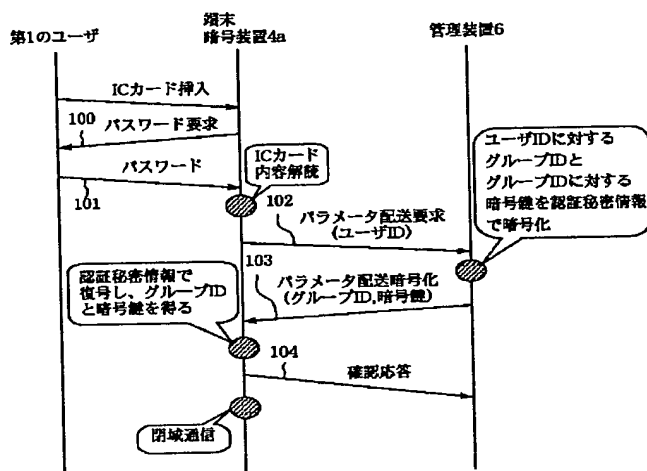 第1のユーザ
端末
暗号装置4a
管理装置6
ICカード挿入
100
パスワード要求
パスワード
101
ICカード
内容解読
102
パラメータ配送要求
(ユーザID)
ユーザIDに対する
グループIDと
グループIDに対する
暗号鍵を認証秘密情報
で暗号化
103
パラメータ配送暗号化
(グループID,暗号鍵)
認証秘密情報で
復号し、グループID
と暗号鍵を得る
104
確認応答
閉域通信